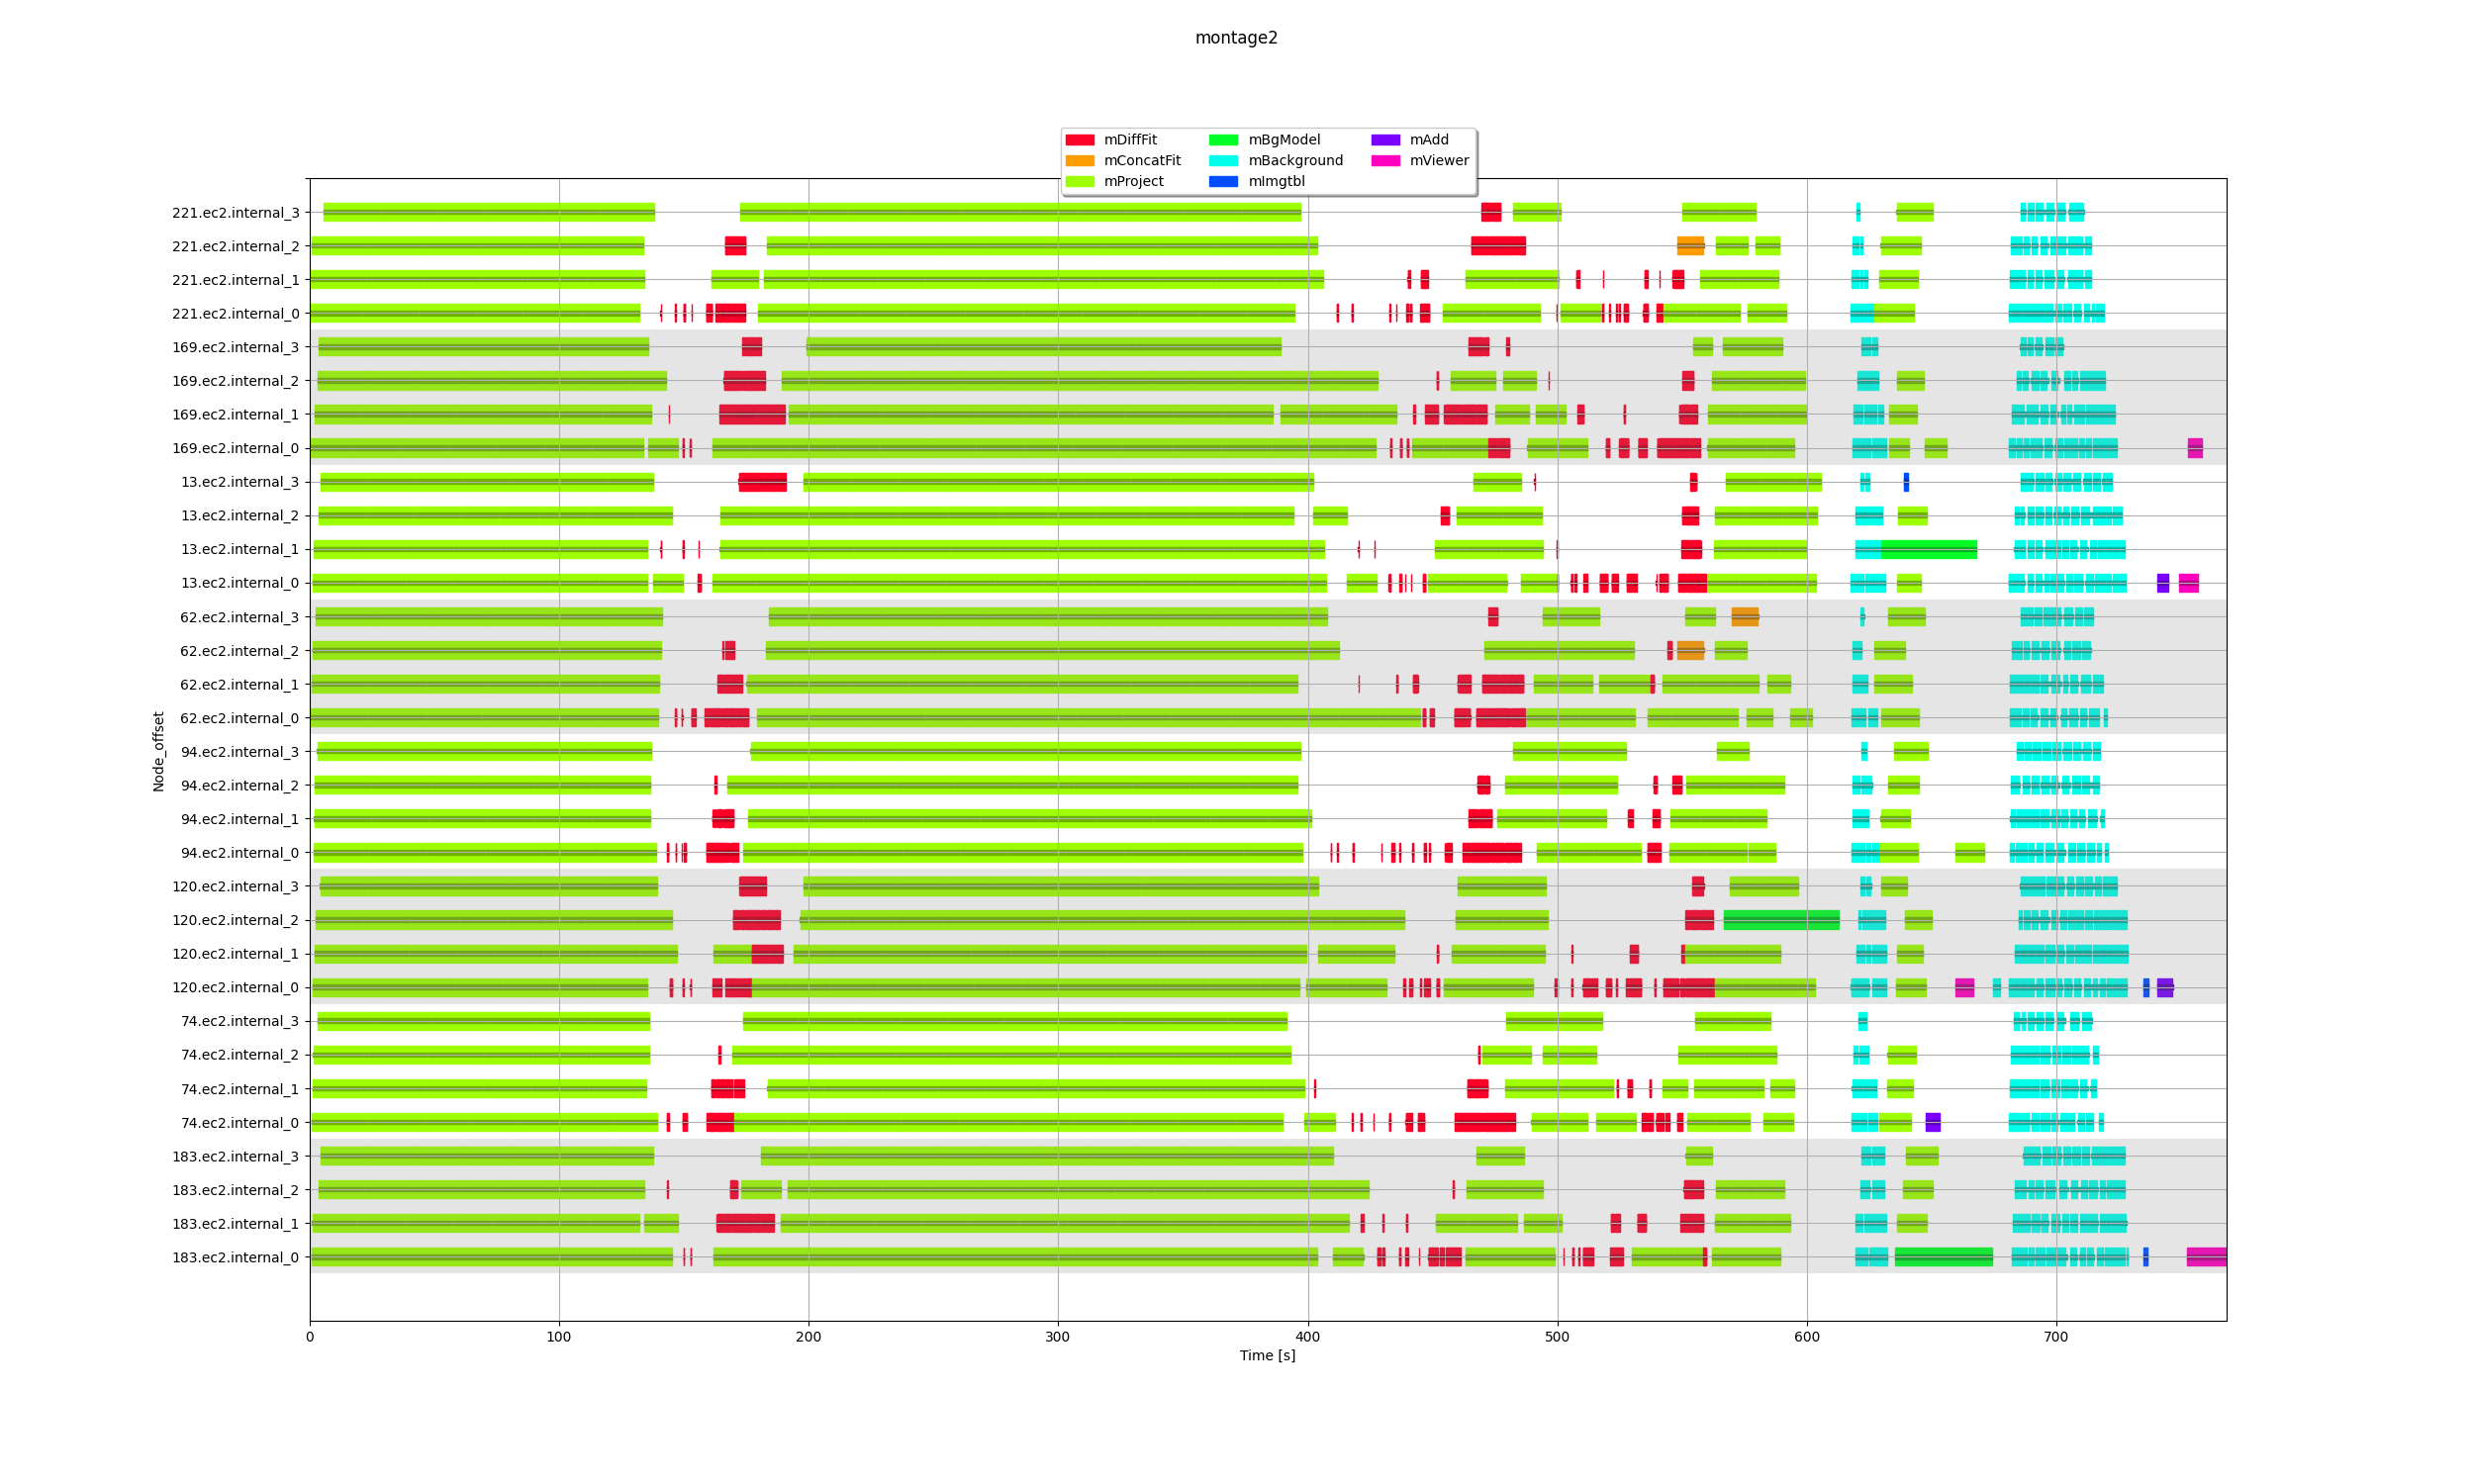 montage2
mDiffFit mBgModel mAdd
mConcatFit mBackground mViewer
mProject mImgtbl
221.ec2.internal_3
221.ec2.internal_2
221.ec2.internal_1
221.ec2.internal_0
169.ec2.internal_3
169.ec2.internal_2
169.ec2.internal_1
169.ec2.internal_0
13.ec2.internal_3
13.ec2.internal_2
13.ec2.internal_1
13.ec2.internal_0
62.ec2.internal_3
62.ec2.internal_2
62.ec2.internal_1
62.ec2.internal_0
94.ec2.internal_3
94.ec2.internal_2
94.ec2.internal_1
94.ec2.internal_0
120.ec2.internal_3
120.ec2.internal_2
120.ec2.internal_1
120.ec2.internal_0
74.ec2.internal_3
74.ec2.internal_2
74.ec2.internal_1
74.ec2.internal_0
183.ec2.internal_3
183.ec2.internal_2
183.ec2.internal_1
183.ec2.internal_0
Node_offset
0 100 200 300 400 500 600 700
Time [s]